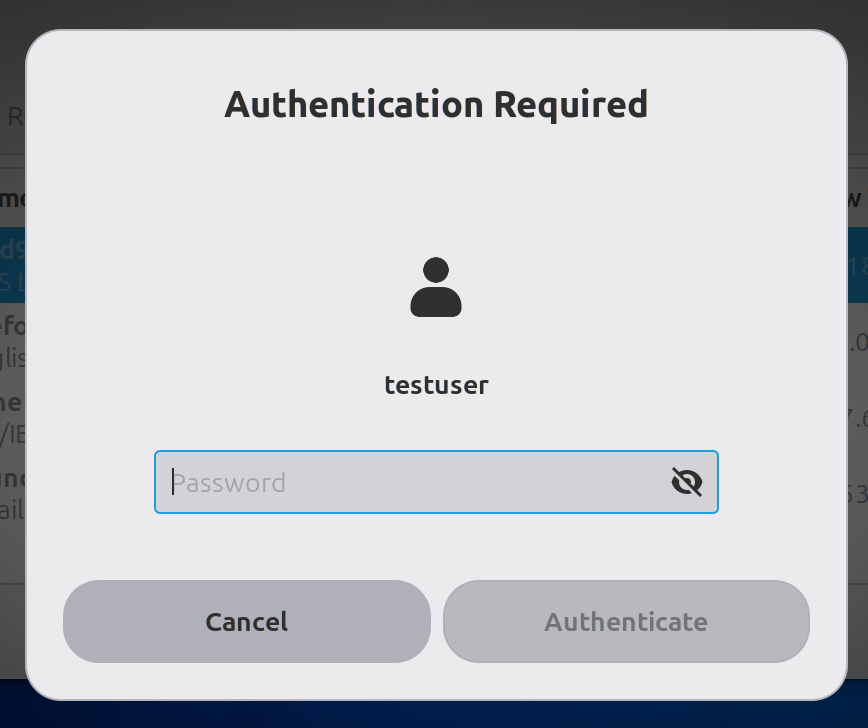 Authentication Required
testuser
Password
Cancel
Authenticate